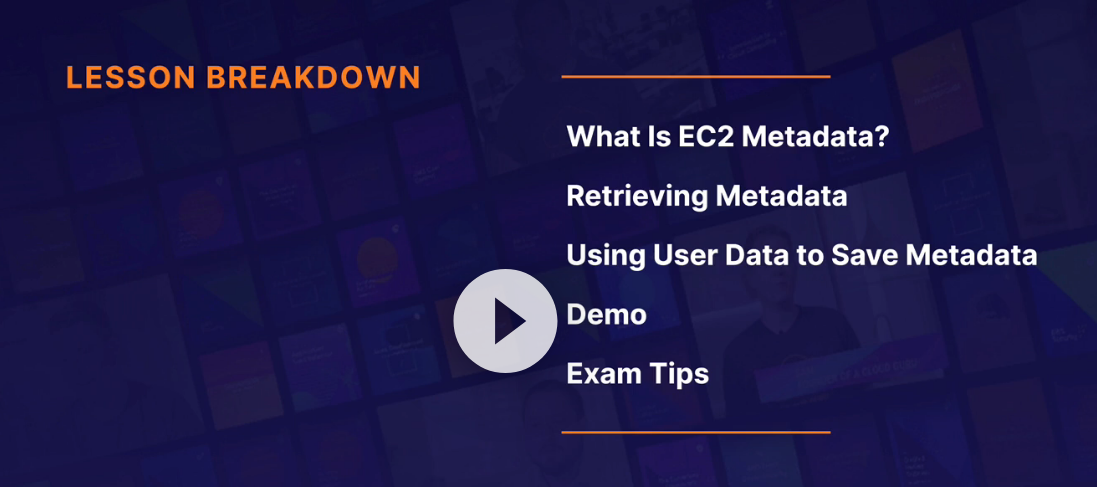 LESSON BREAKDOWN
What Is EC2 Metadata?
Retrieving Metadata
Using User Data to Save Metadata
Demo
Exam Tips